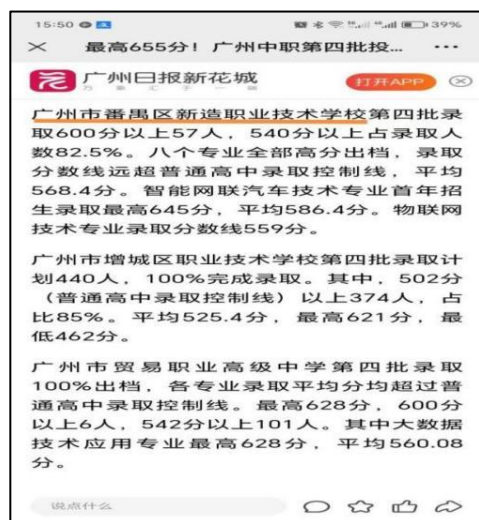 15:50
39%
最高655分！广州中职第四批投...
广州日报新花城
万象汇于一端
打开APP
广州市番禺区新造职业技术学校第四批录
取600分以上57人，540分以上占录取人
数82.5%。八个专业全部高分出档，录取
分数线远超普通高中录取控制线，平均
568.4分。智能网联汽车技术专业首年招
生录取最高645分，平均586.4分。物联网
技术专业录取分数线559分。
广州市增城区职业技术学校第四批录取计
划440人，100%完成录取。其中，502分
（普通高中录取控制线）以上374人，占
比85%。平均525.4分，最高621分，最
低462分。
广州市贸易职业高级中学第四批录取
100%出档，各专业录取平均分均超过普
通高中录取控制线。最高628分，600分
以上6人，542分以上101人。其中大数据
技术应用专业最高628分，平均560.08
分。
说点什么